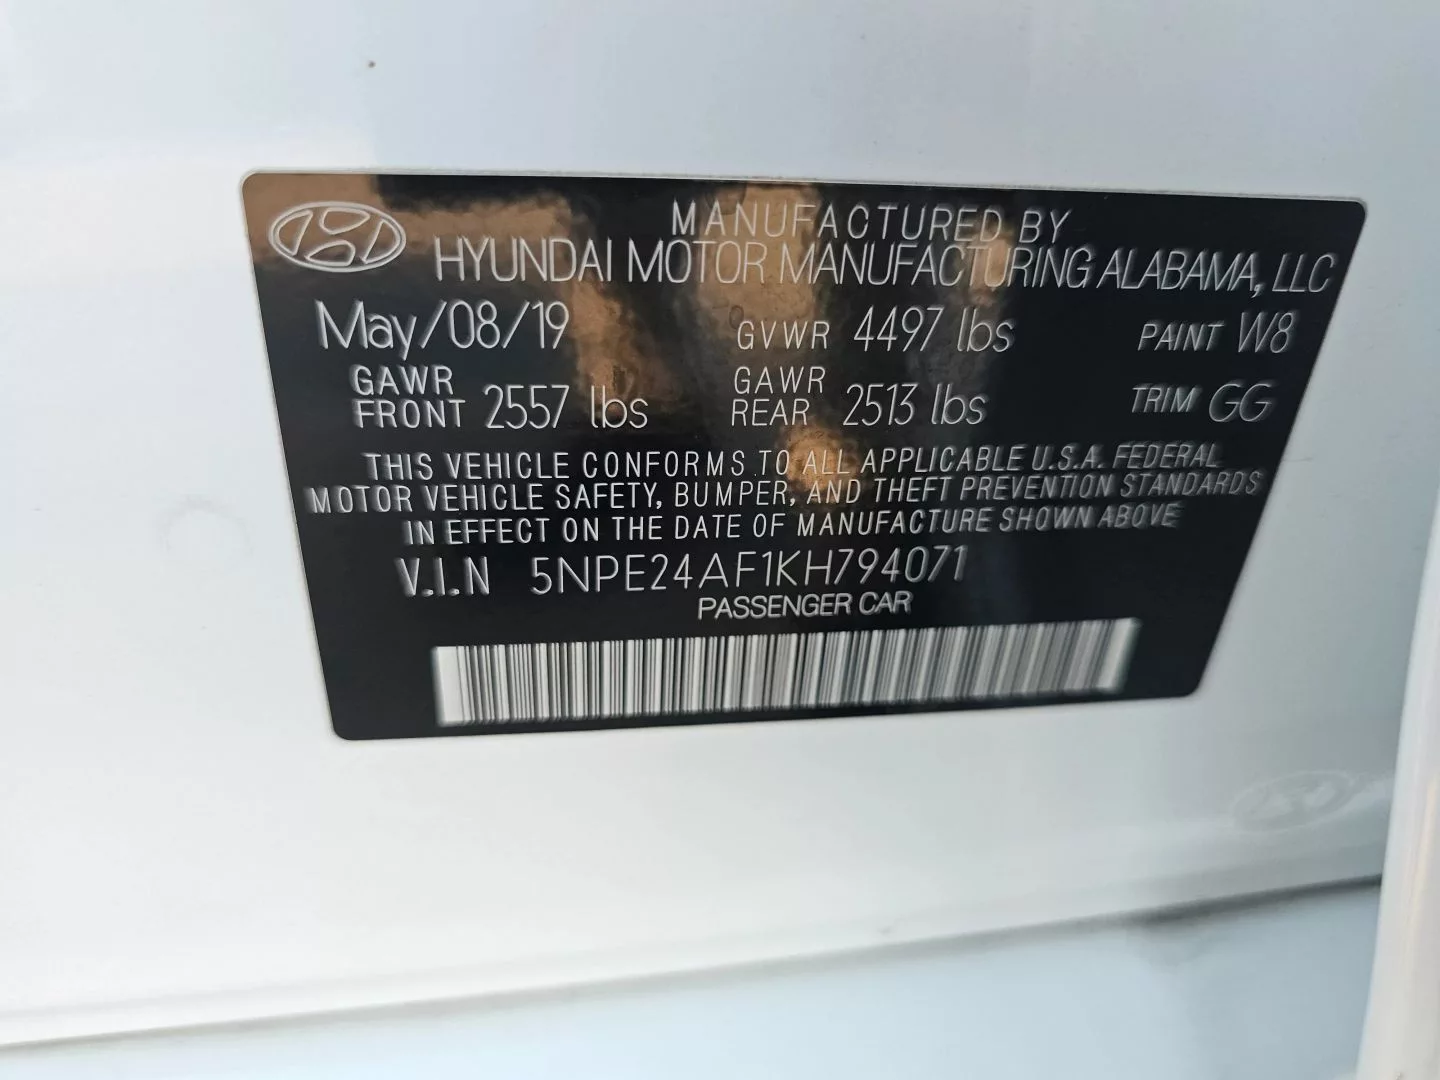 MANUFACTURED BY
HYUNDAI MOTOR MANUFACTURING ALABAMA, LLC
May/08/19 GVWR 4497 lbs PAINT W8
GAWR FRONT 2557 lbs GAWR REAR 2513 lbs TRIM GG
THIS VEHICLE CONFORMS TO ALL APPLICABLE U.S.A. FEDERAL
MOTOR VEHICLE SAFETY, BUMPER, AND THEFT PREVENTION STANDARDS
IN EFFECT ON THE DATE OF MANUFACTURE SHOWN ABOVE
V.I.N 5NPE24AF1KH794071
PASSENGER CAR